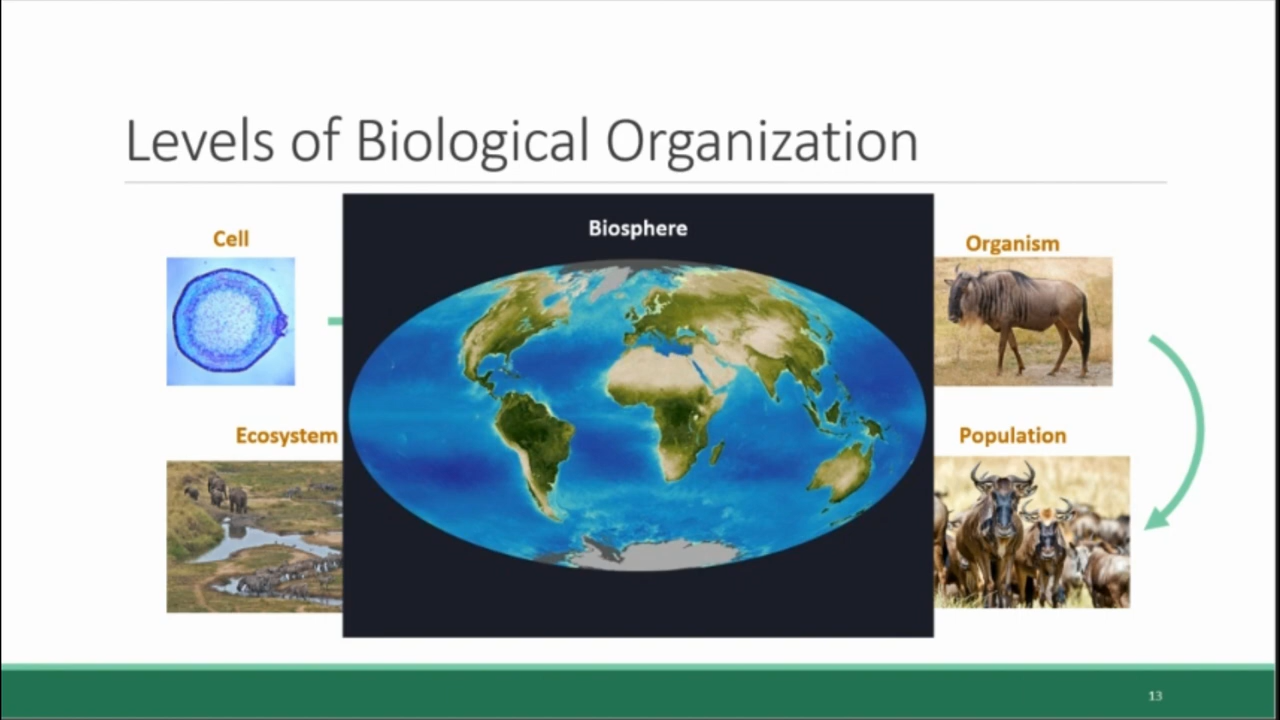 Levels of Biological Organization
Biosphere
Cell
Organism
Ecosystem
Population
13